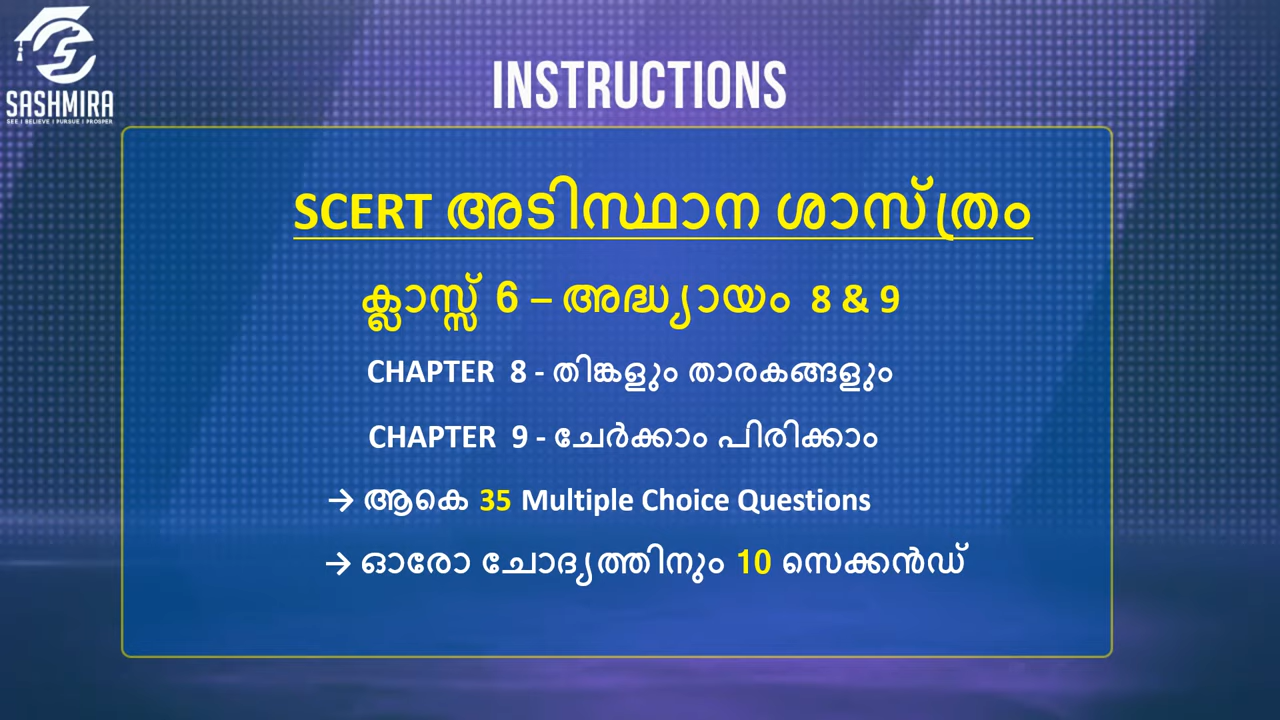 SASHMIRA
SEE I BELIEVE I PURSUE I PROSPER
INSTRUCTIONS
SCERT അടിസ്ഥാന ശാസ്ത്രം
ക്ലാസ്സ് 6 – അദ്ധ്യായം 8 & 9
CHAPTER 8 - തിങ്കളും താരകങ്ങളും
CHAPTER 9 - ചേർക്കാം പിരിക്കാം
→ ആകെ 35 Multiple Choice Questions
→ ഓരോ ചോദ്യത്തിനും 10 സെക്കൻഡ്